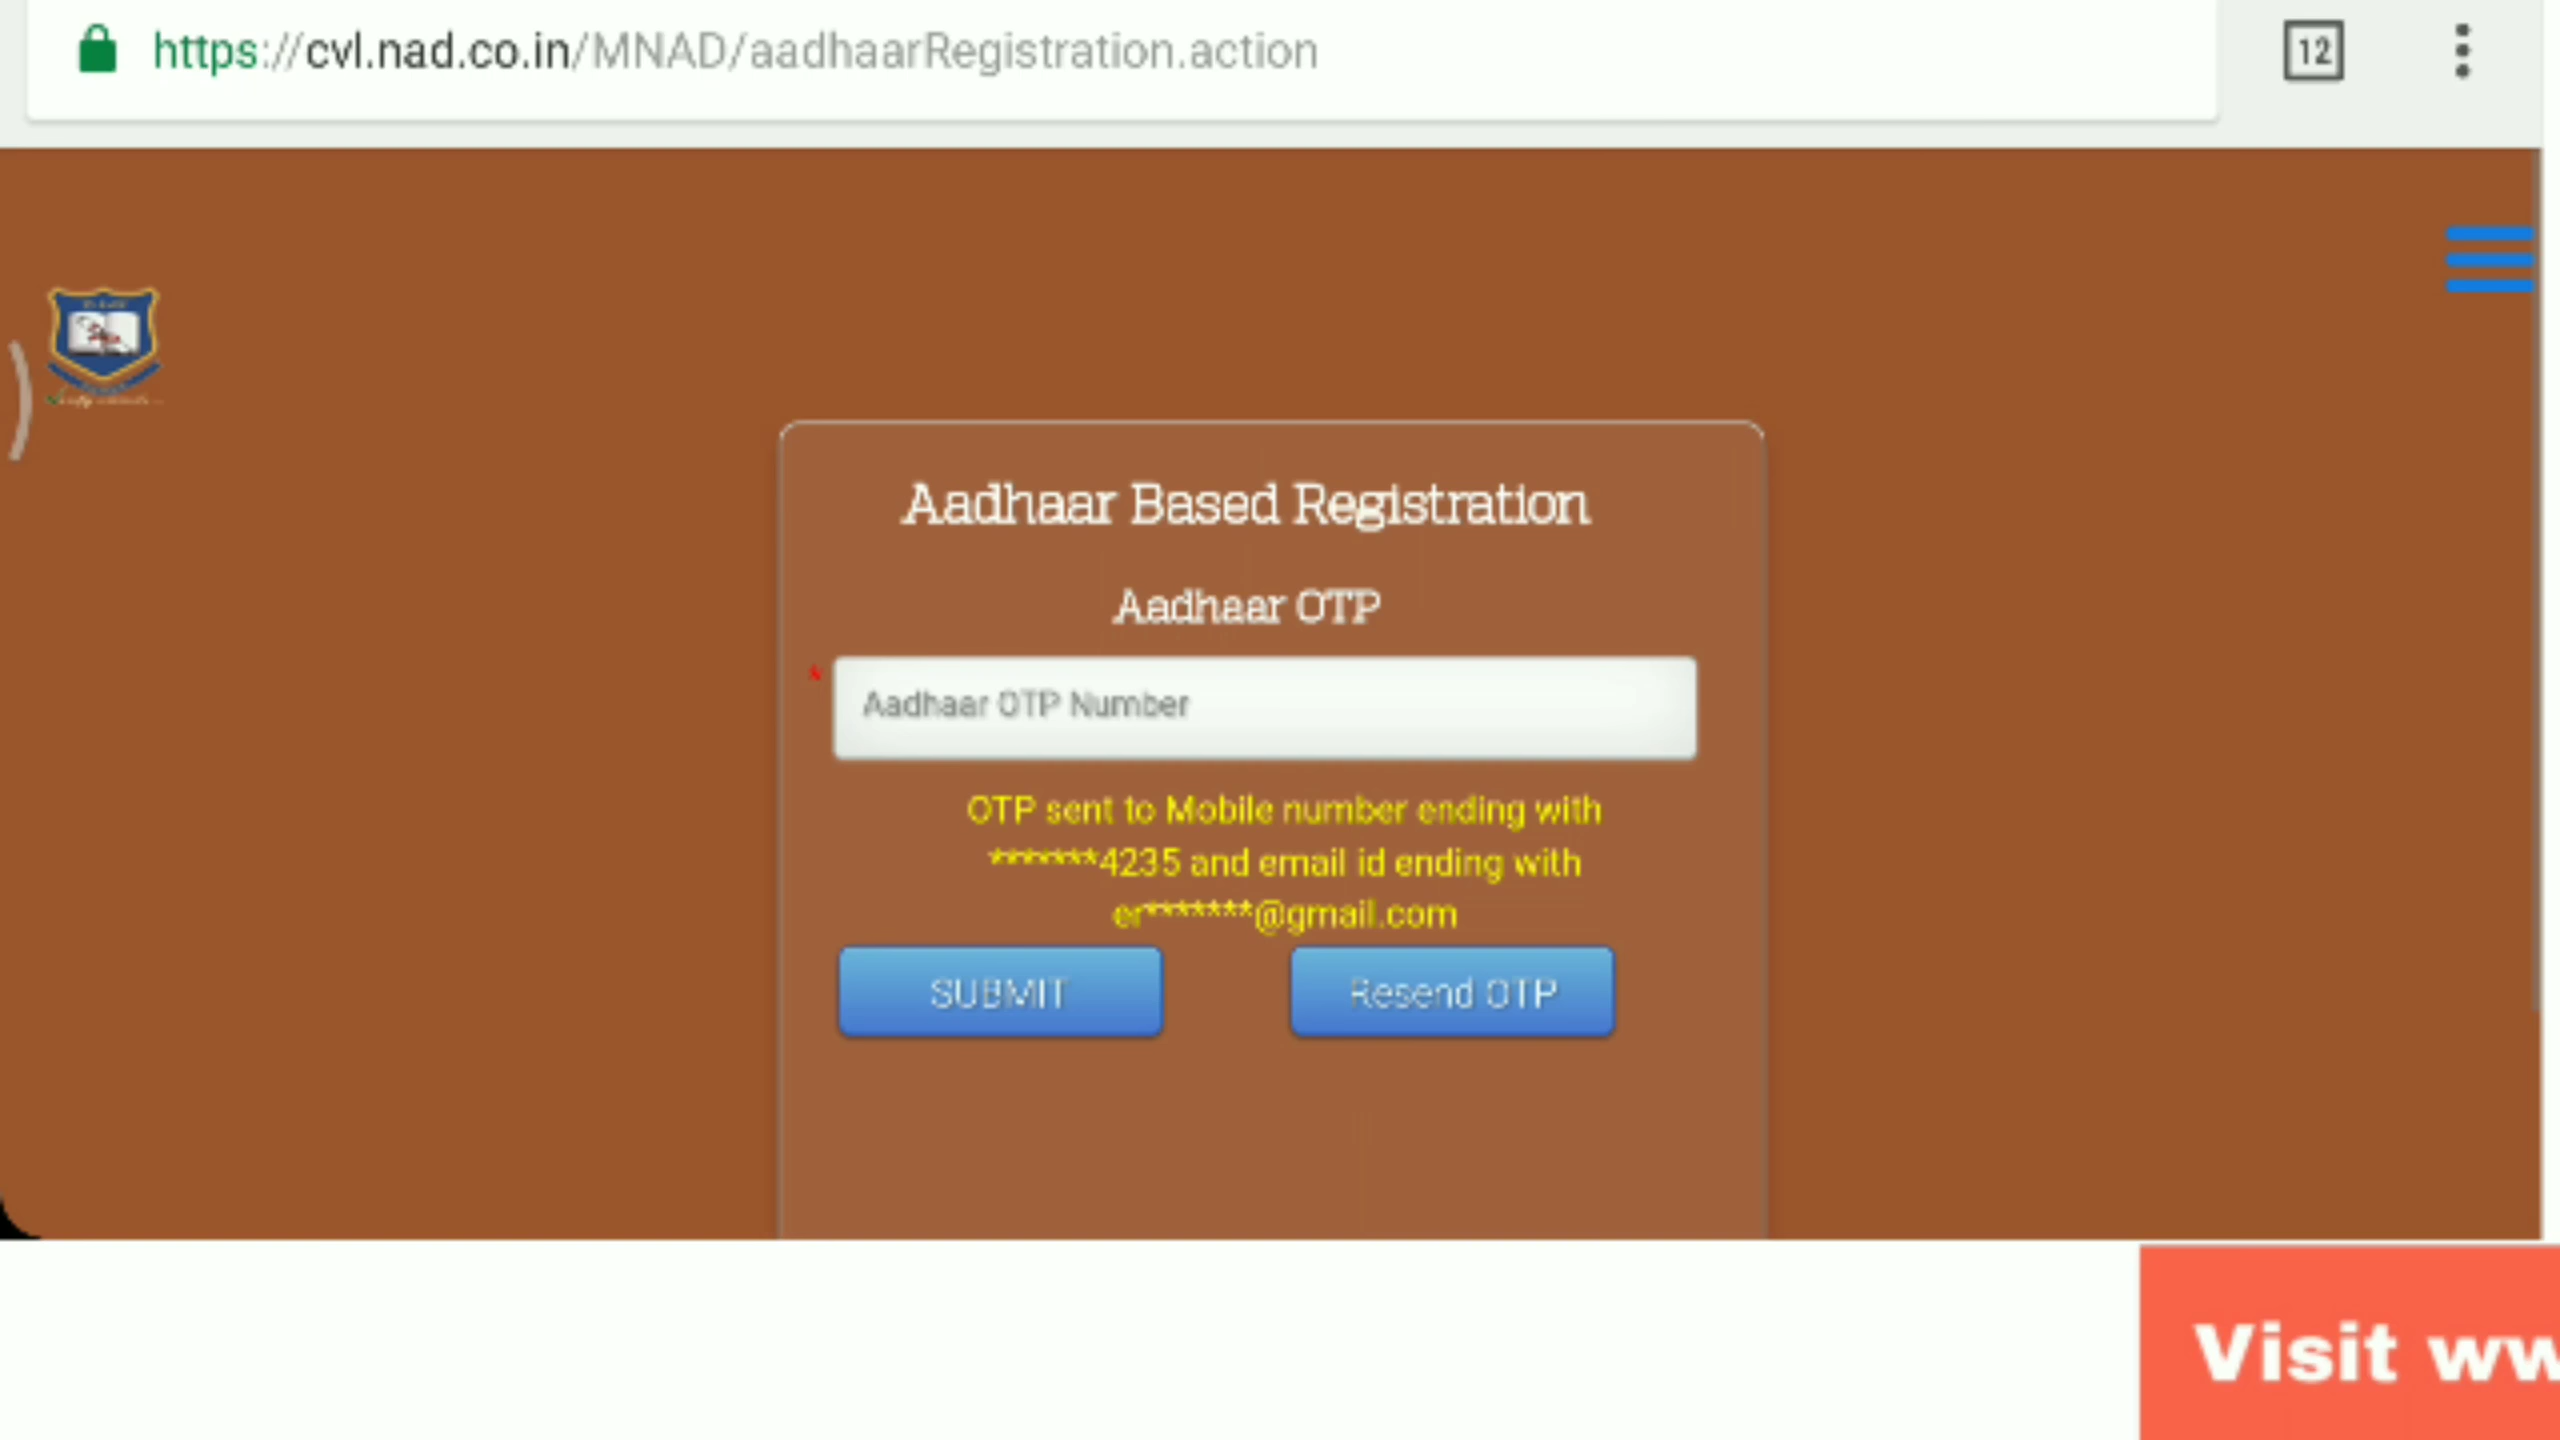 https://cvl.nad.co.in/MNAD/aadhaarRegistration.action
12
Aadhaar Based Registration
Aadhaar OTP
*
Aadhaar OTP Number
OTP sent to Mobile number ending with
*******4235 and email id ending with
er*******@gmail.com
SUBMIT Resend OTP
Visit